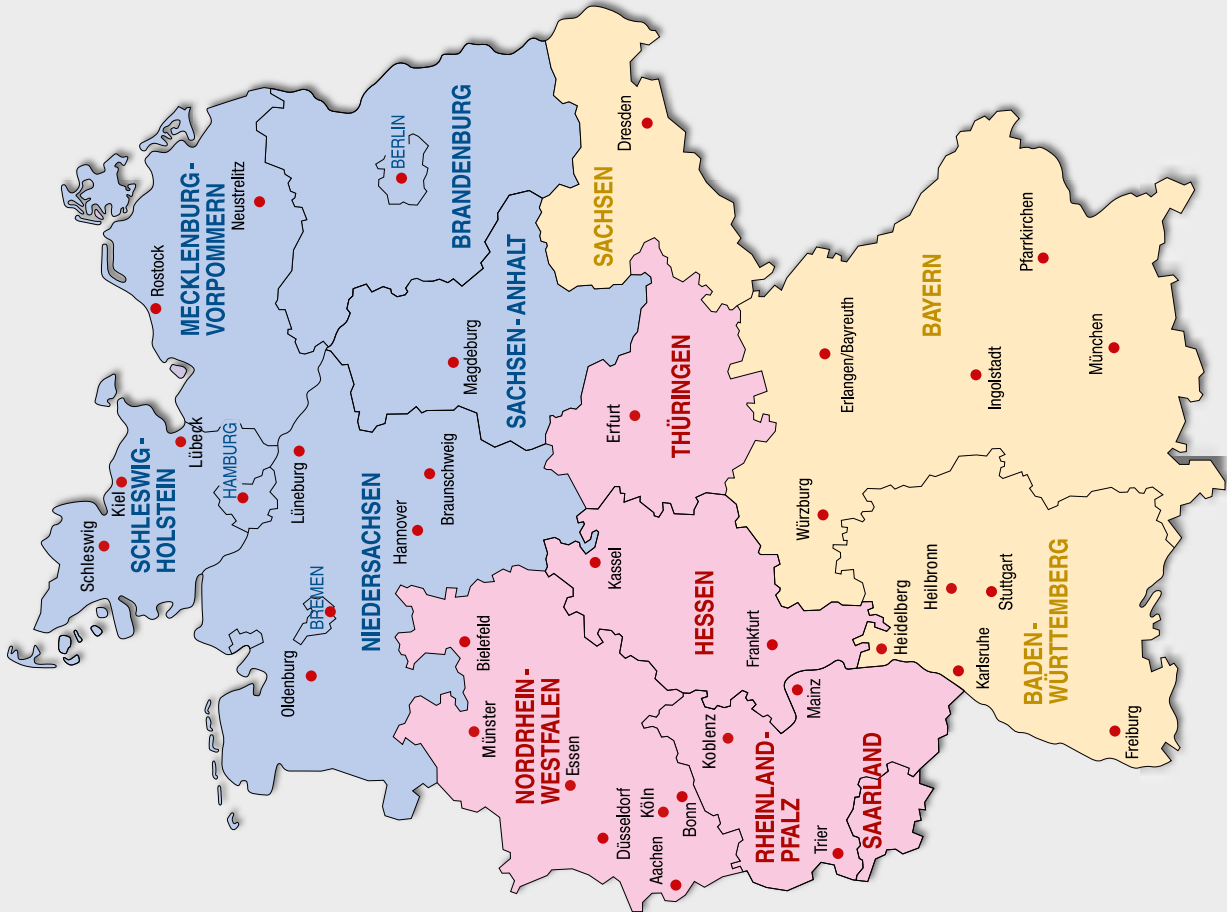 Schleswig
Kiel
SCHLESWIG-
HOLSTEIN
Lübeck
HAMBURG
Rostock
MECKLENBURG-
VORPOMMERN
Neustrelitz
Lüneburg
BREMEN
Oldenburg
NIEDERSACHSEN
Hannover
Braunschweig
BERLIN
BRANDENBURG
Magdeburg
SACHSEN-ANHALT
Bielefeld
Münster
NORDRHEIN-
WESTFALEN
Essen
Düsseldorf
Köln
Bonn
Aachen
Kassel
HESSEN
Frankfurt
Erfurt
THÜRINGEN
SACHSEN
Dresden
Koblenz
Mainz
RHEINLAND-
PFALZ
Trier
SAARLAND
Würzburg
Erlangen/Bayreuth
BAYERN
Ingolstadt
Pfarrkirchen
München
Heidelberg
Heilbronn
Karlsruhe
Stuttgart
BADEN-
WÜRTTEMBERG
Freiburg